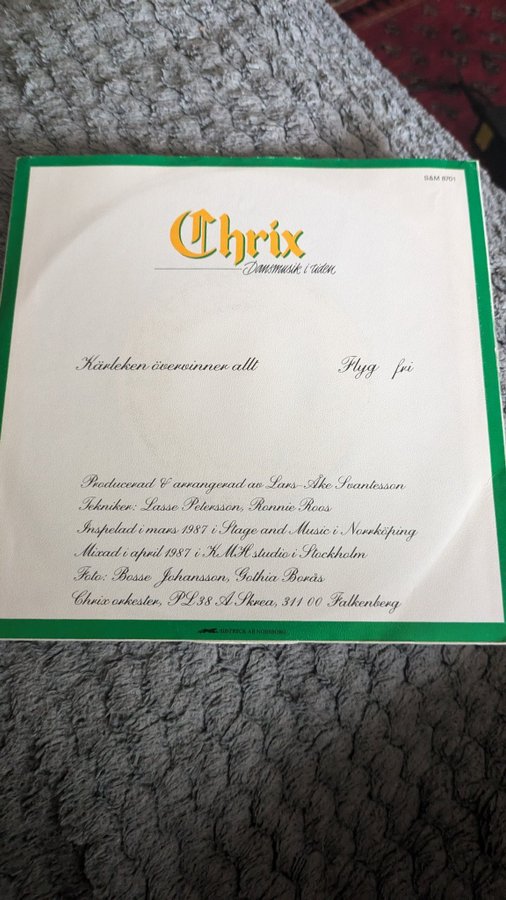 S&M 8701
Chrix
Dansmusik i tiden
Kärleken övervinner allt Flyg fri
Producerad & arrangerad av Lars-Åke Svantesson
Tekniker: Lasse Petersson, Ronnie Roos
Inspelad i mars 1987 i Stage and Music i Norrköping
Mixad i april 1987 i KMH studio i Stockholm
Foto: Bosse Johansson, Gothia Borås
Chrix orkester, PL 38 A Skrea, 311 00 Falkenberg